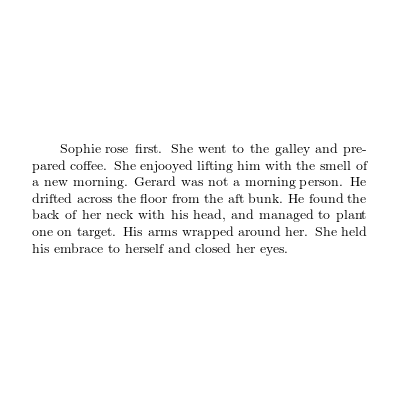 Sophie rose first. She went to the galley and pre-
pared coffee. She enjooyed lifting him with the smell of
a new morning. Gerard was not a morning person. He
drifted across the floor from the aft bunk. He found the
back of her neck with his head, and managed to plant
one on target. His arms wrapped around her. She held
his embrace to herself and closed her eyes.